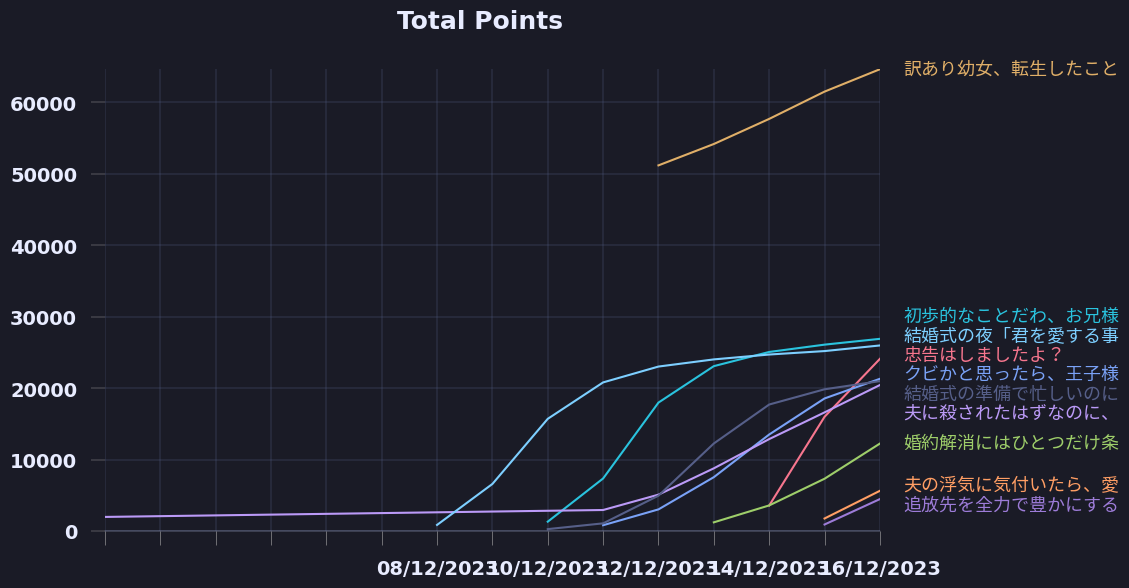 Total Points
60000
50000
40000
30000
20000
10000
0
08/12/2023
10/12/2023
12/12/2023
14/12/2023
16/12/2023
訳あり幼女、転生したこと
初歩的なことだわ、お兄様
結婚式の夜「君を愛する事
忠告はしましたよ？
クビかと思ったら、王子様
結婚式の準備で忙しいのに
夫に殺されたはずなのに、
婚約解消にはひとつだけ条
夫の浮気に気付いたら、愛
追放先を全力で豊かにする